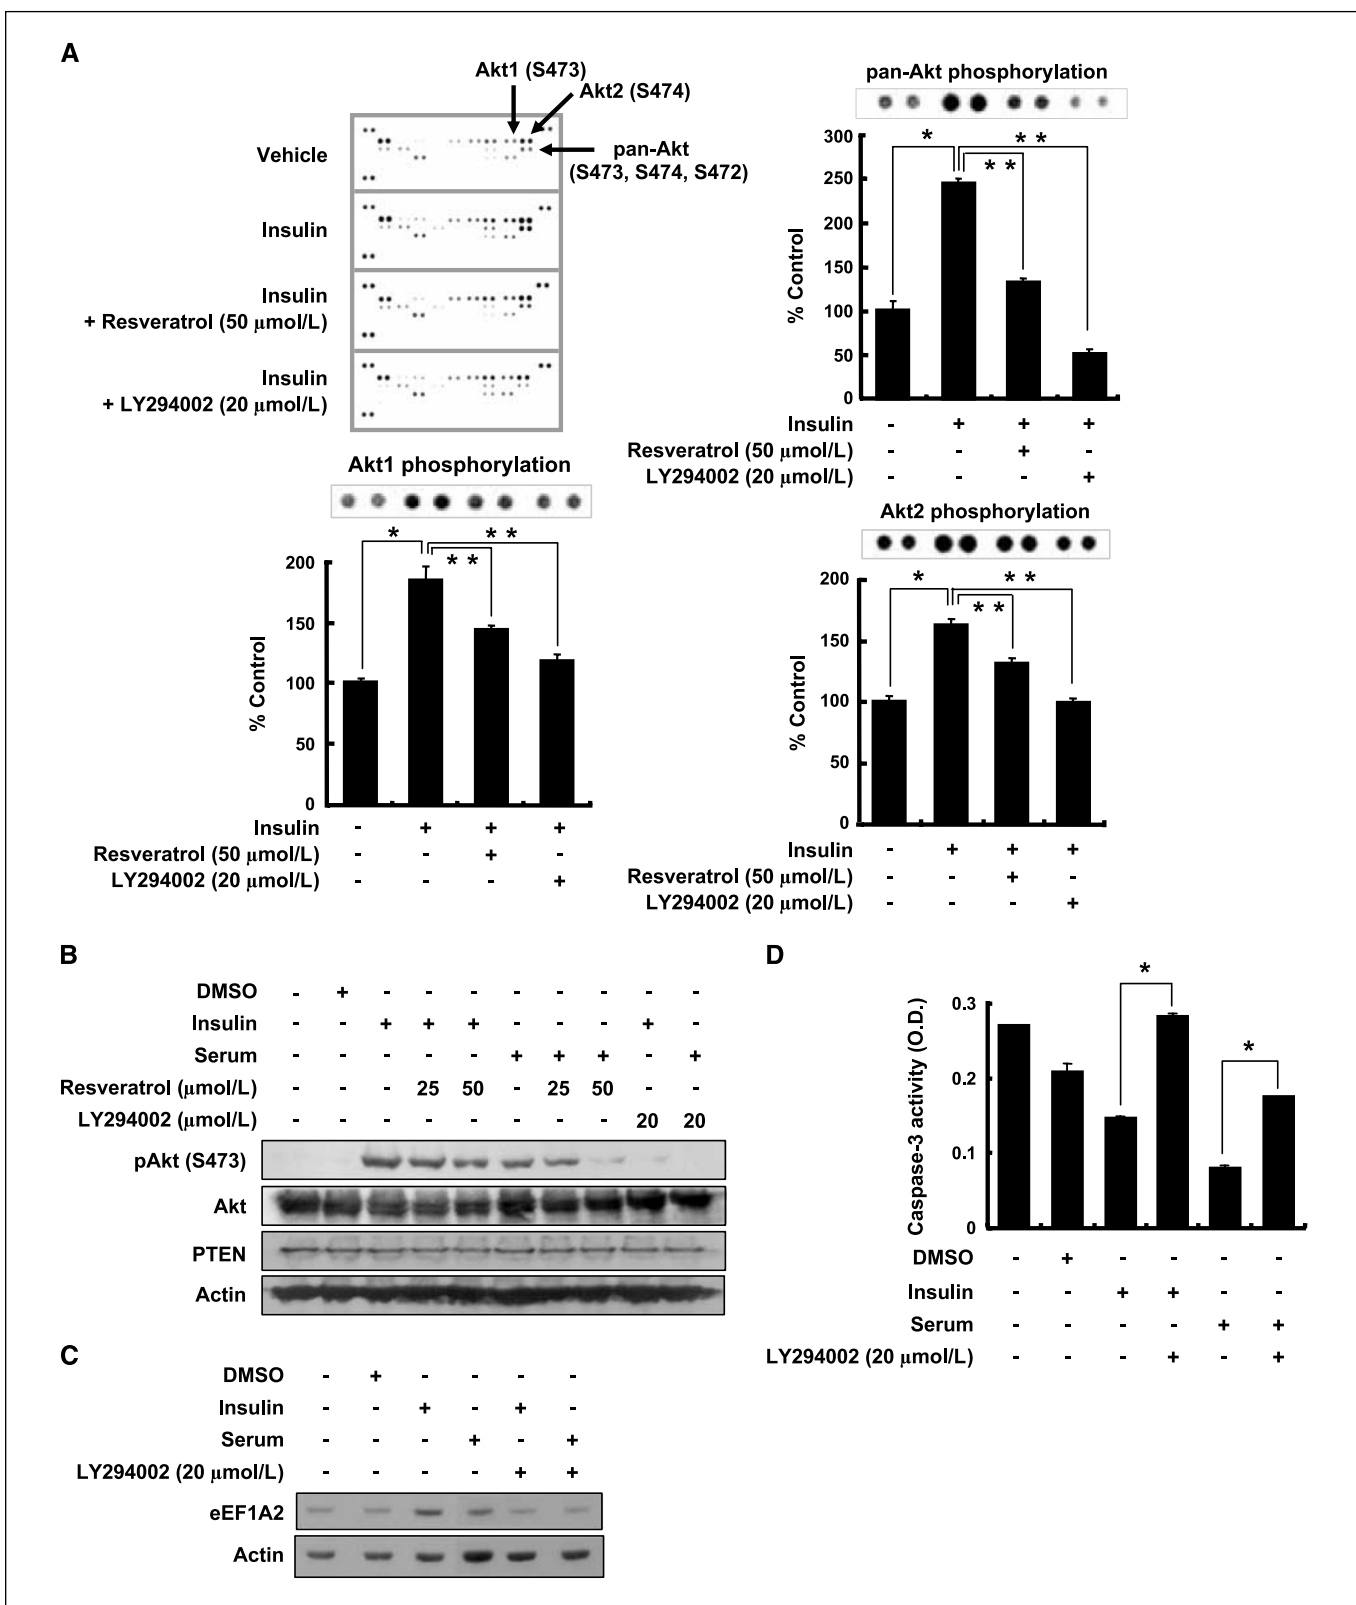 A
Akt1 (S473)
Akt2 (S474)
pan-Akt
(S473, S474, S472)
Vehicle
Insulin
Insulin
+ Resveratrol (50 µmol/L)
Insulin
+ LY294002 (20 µmol/L)
pan-Akt phosphorylation
* * * * *
300
250
200
150
100
50
0
% Control
Insulin - + + +
Resveratrol (50 µmol/L) - - + -
LY294002 (20 µmol/L) - - - +
Akt1 phosphorylation
* * * * *
200
150
100
50
0
% Control
Insulin - + + +
Resveratrol (50 µmol/L) - - + -
LY294002 (20 µmol/L) - - - +
Akt2 phosphorylation
* * * * *
200
150
100
50
0
% Control
Insulin - + + +
Resveratrol (50 µmol/L) - - + -
LY294002 (20 µmol/L) - - - +
B
DMSO - + - - - - - - - -
Insulin - - + + + - - - + -
Serum - - - - - + + + - +
Resveratrol (µmol/L) - - - 25 50 - 25 50 - -
LY294002 (µmol/L) - - - - - - - - 20 20
pAkt (S473)
Akt
PTEN
Actin
C
DMSO - + - - - -
Insulin - - + - + -
Serum - - - + - +
LY294002 (20 µmol/L) - - - - + +
eEF1A2
Actin
D
* *
0.3
0.2
0.1
0
Caspase-3 activity (O.D.)
DMSO - + - - - -
Insulin - - + + - -
Serum - - - - + +
LY294002 (20 µmol/L) - - - + - +